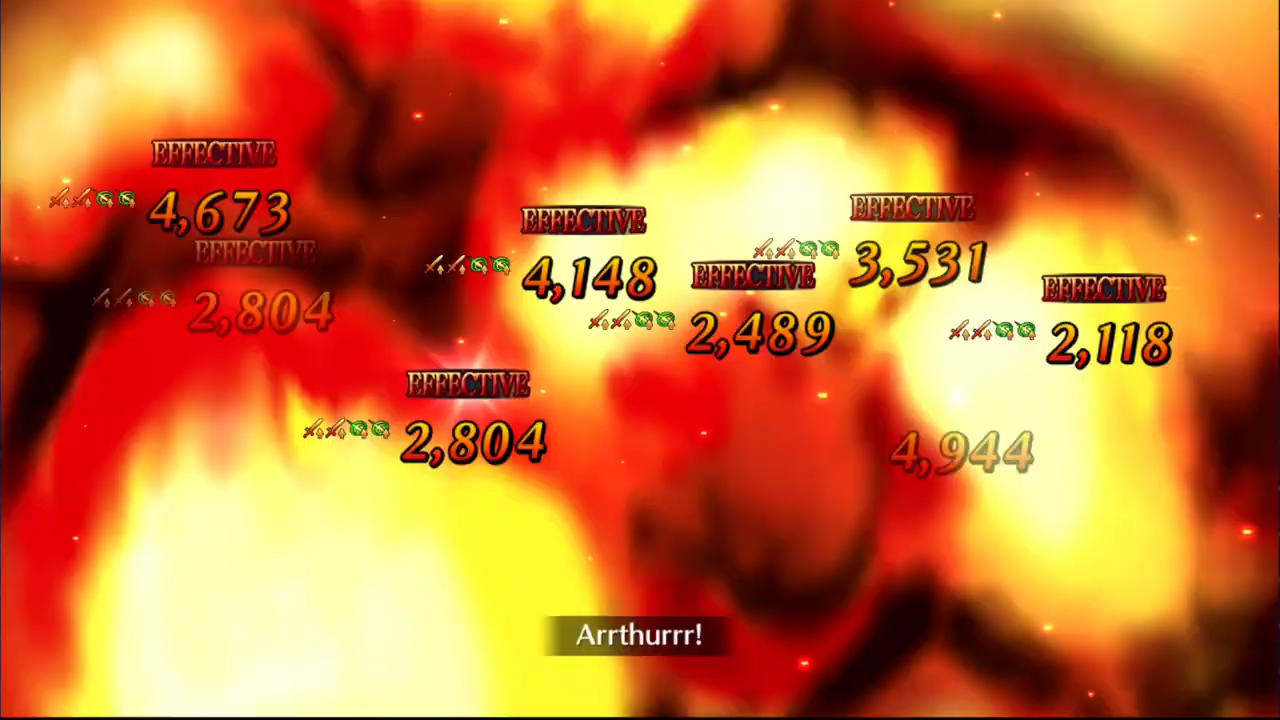 EFFECTIVE
4,673
EFFECTIVE
2,804
EFFECTIVE
4,148
EFFECTIVE
2,489
EFFECTIVE
3,531
EFFECTIVE
2,118
EFFECTIVE
2,804
4,944
Arrthurrr!